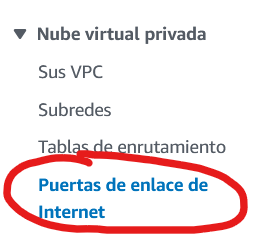 Nube virtual privada
Sus VPC
Subredes
Tablas de enrutamiento
Puertas de enlace de
Internet